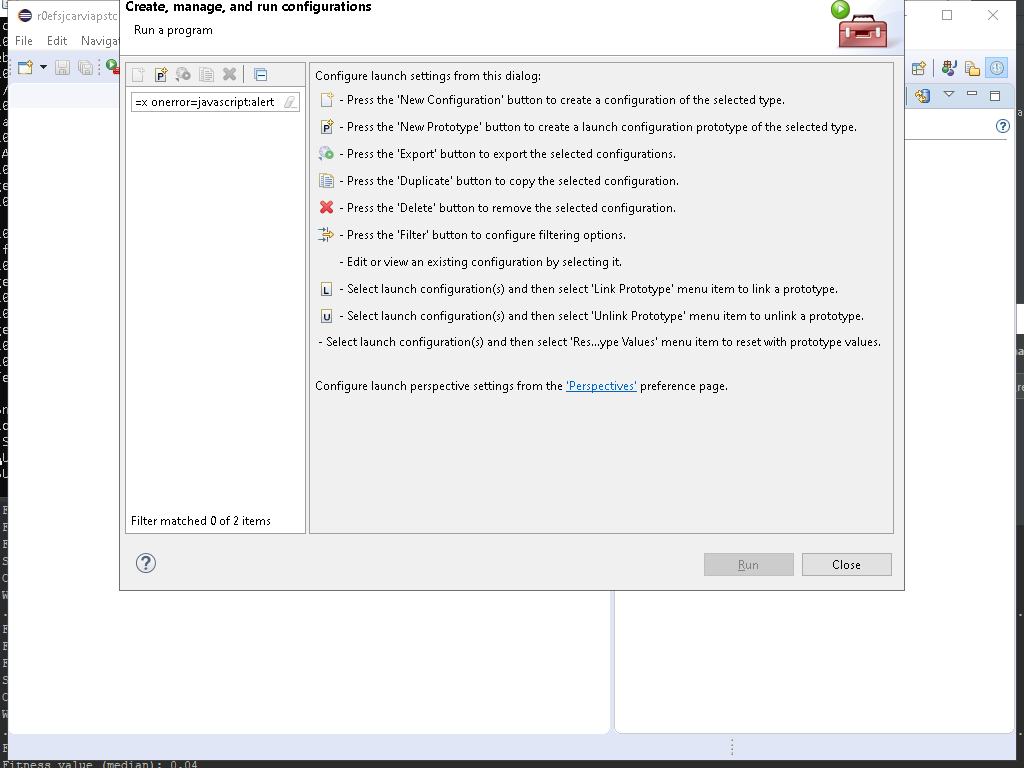 Create, manage, and run configurations
r0efsjcarviapstc
Run a program
File Edit Naviga
Configure launch settings from this dialog:
=x onerror=javascript:alert
- Press the 'New Configuration' button to create a configuration of the selected type.
P - Press the 'New Prototype' button to create a launch configuration prototype of the selected type.
- Press the 'Export' button to export the selected configurations.
- Press the 'Duplicate' button to copy the selected configuration.
- Press the 'Delete' button to remove the selected configuration.
- Press the 'Filter' button to configure filtering options.
- Edit or view an existing configuration by selecting it.
L - Select launch configuration(s) and then select 'Link Prototype' menu item to link a prototype.
U - Select launch configuration(s) and then select 'Unlink Prototype' menu item to unlink a prototype.
- Select launch configuration(s) and then select 'Res...ype Values' menu item to reset with prototype values.
Configure launch perspective settings from the 'Perspectives' preference page.
Filter matched 0 of 2 items
?
Run
Close
Fitness value (median): 0.04